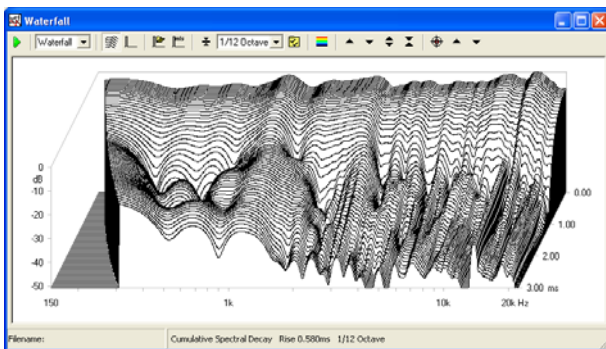 Waterfall
Waterfall
1/12 Octave
0
dB
-10
-20
-30
-40
-50
0.00
1.00
2.00
3.00 ms
150
1k
10k
20k Hz
Filename:
Cumulative Spectral Decay Rise 0.580ms 1/12 Octave